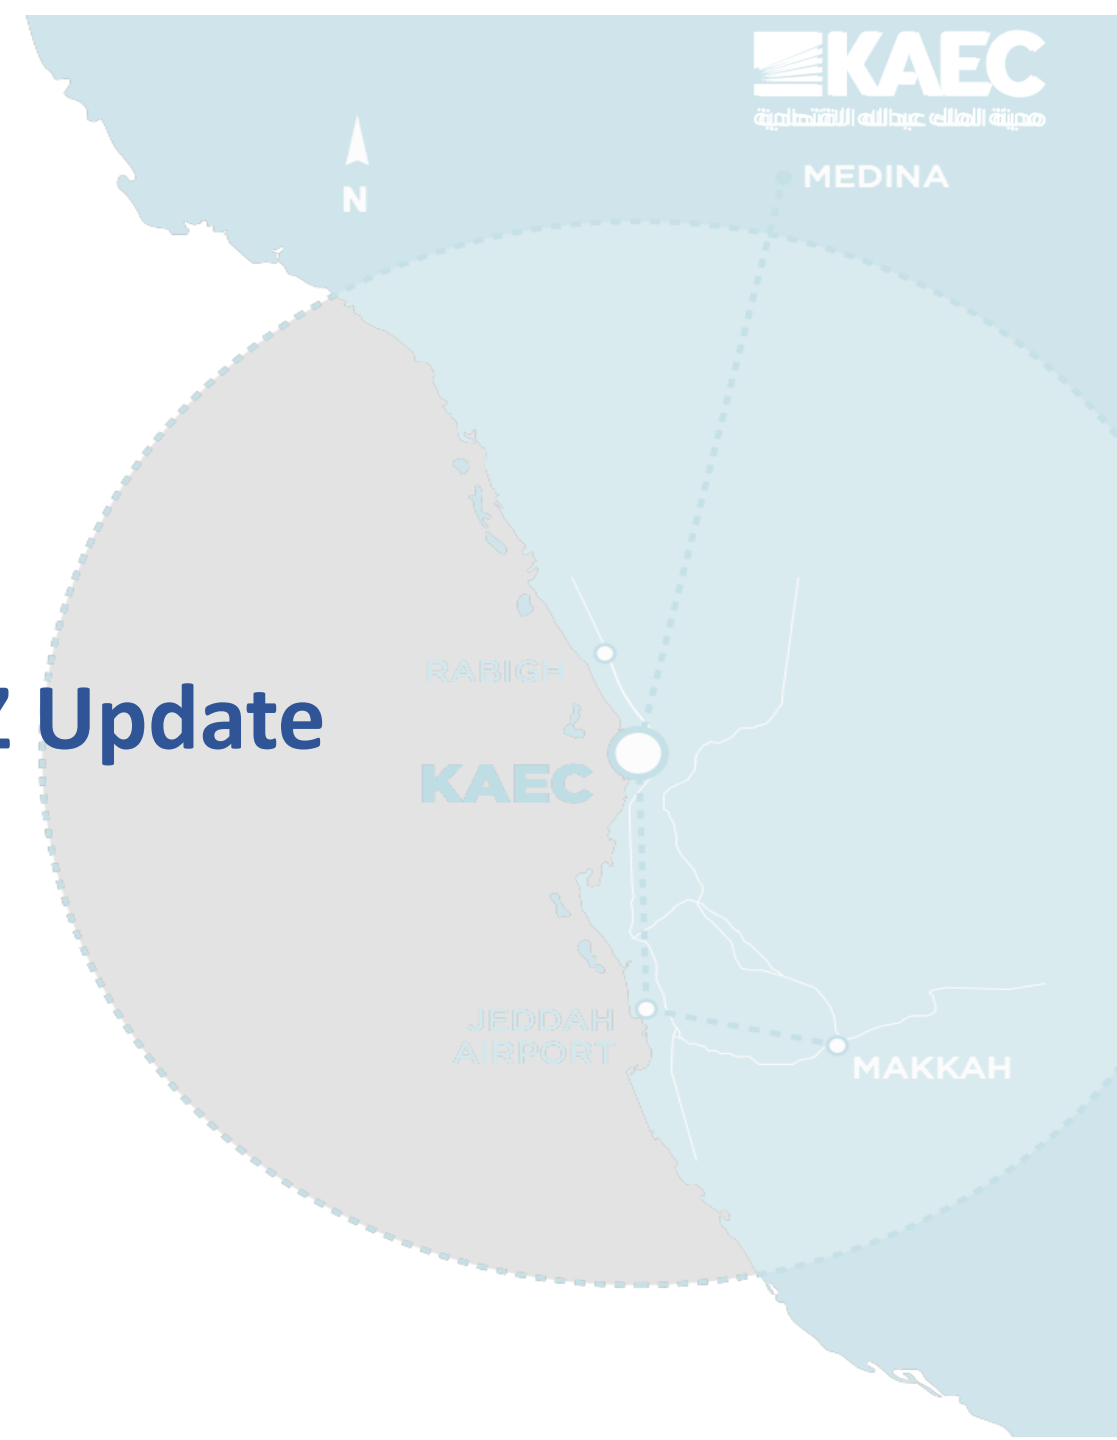 KAEC
مدينة الملك عبدالله الاقتصادية
MEDINA
N
RABIGH
Z Update
KAEC
JEDDAH
AIRPORT
MAKKAH